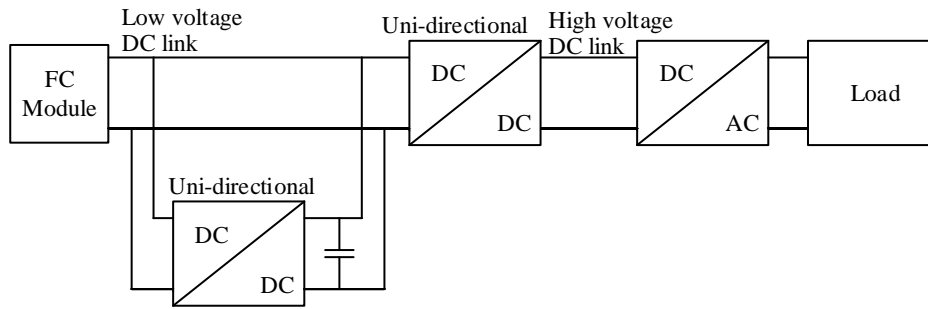 Low voltage
DC link
Uni-directional
High voltage
DC link
FC
Module
DC
DC
DC
AC
Load
Uni-directional
DC
DC